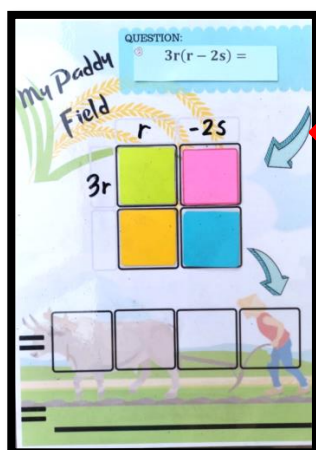 QUESTION:
3r(r − 2s) =
My Paddy
Field
r -2s
3r
=
=